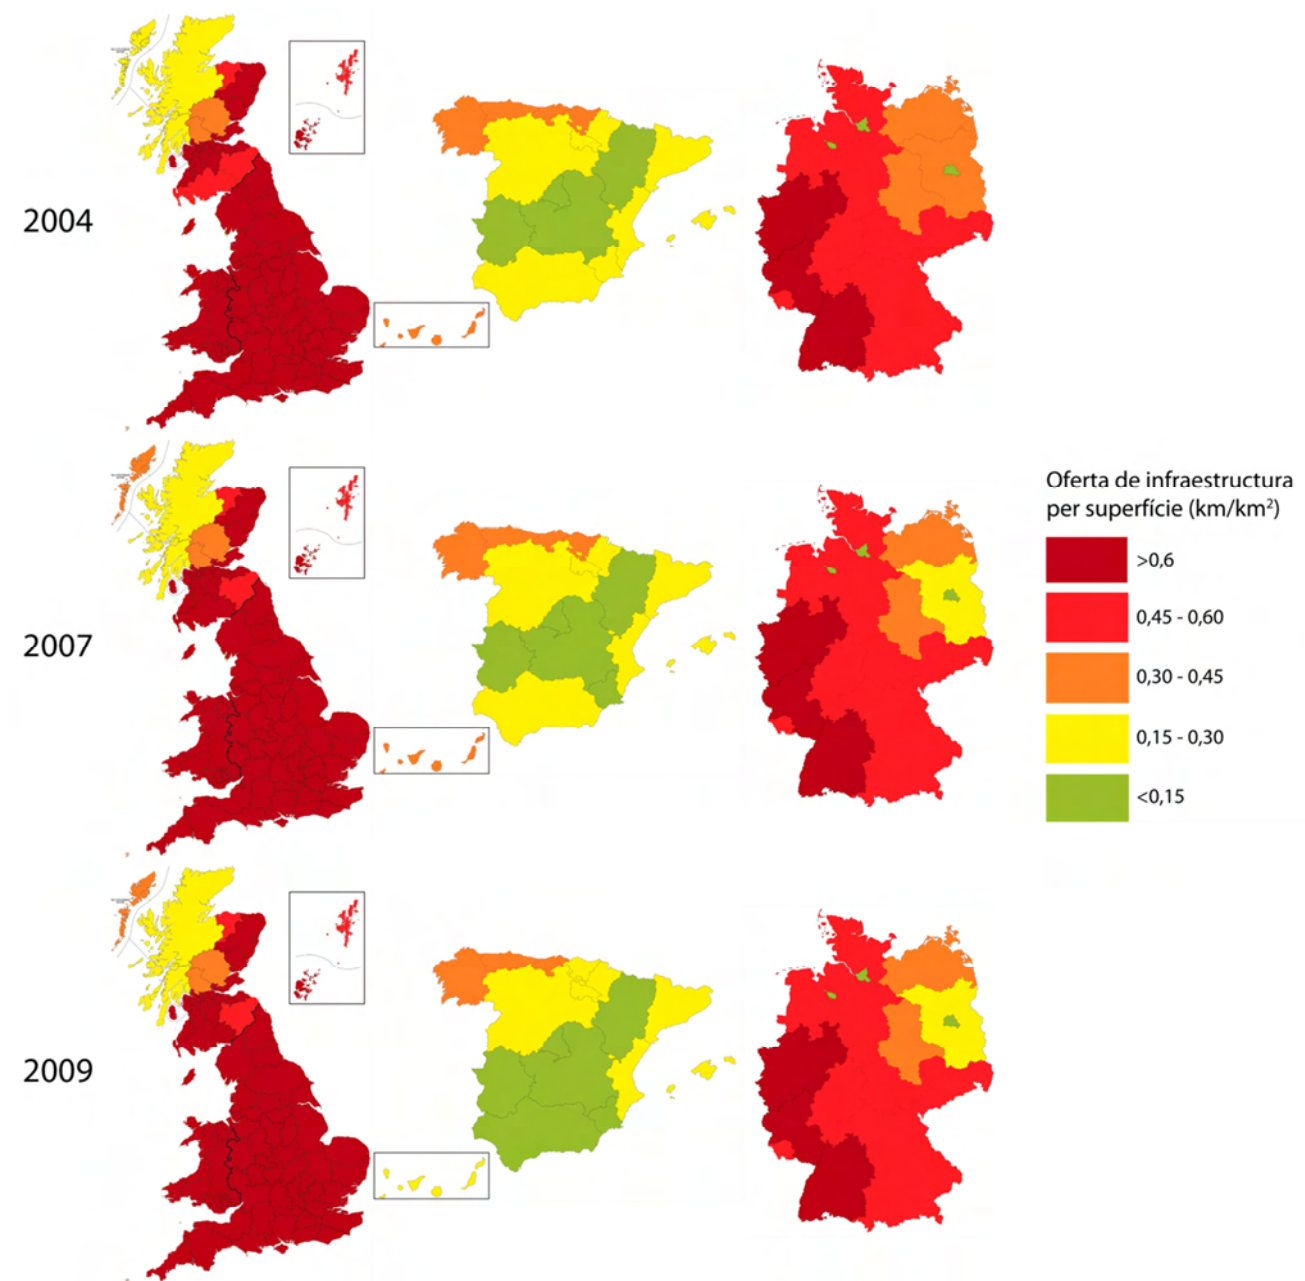 2004
2007
Oferta de infraestructura
per superfície (km/km²)
>0,6
0,45 - 0,60
0,30 - 0,45
0,15 - 0,30
<0,15
2009